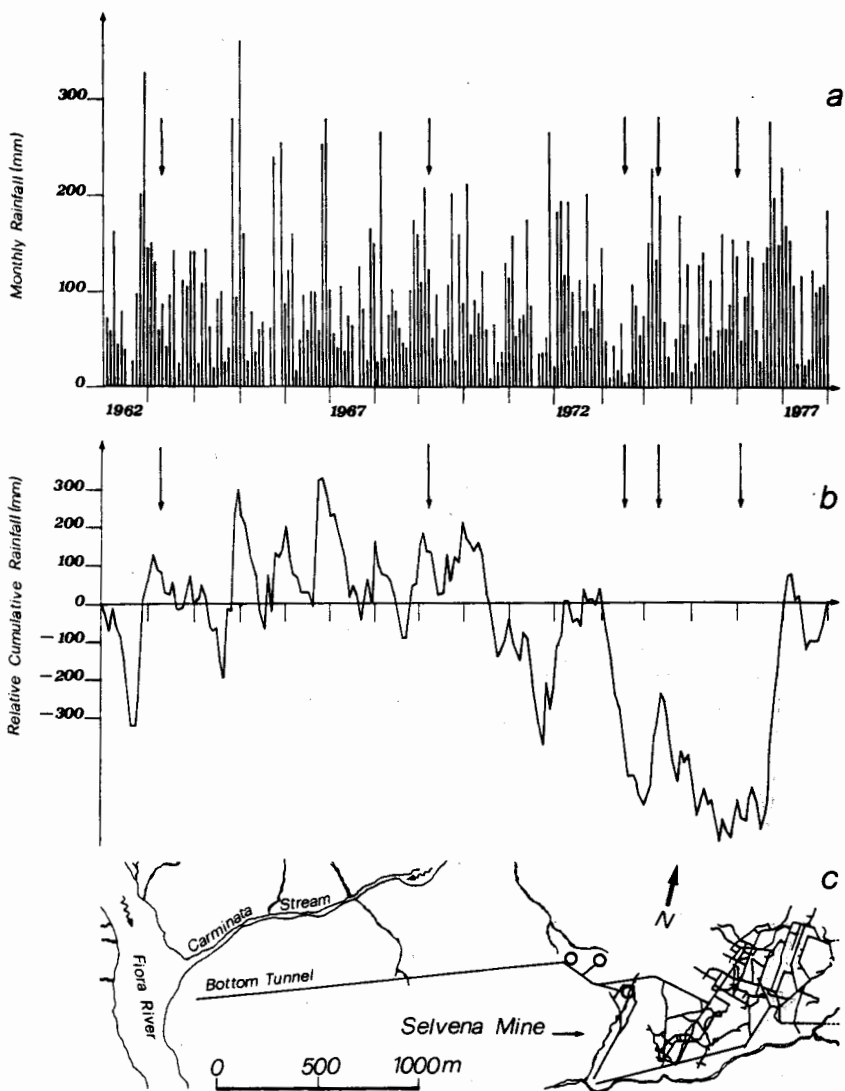 a
Monthly Rainfall (mm)
300
200
100
0
1962 1967 1972 1977
b
Relative Cumulative Rainfall (mm)
300
200
100
0
−100
−200
−300
c
N
Carminata Stream
Fiora River
Bottom Tunnel
Selvena Mine
0 500 1000m